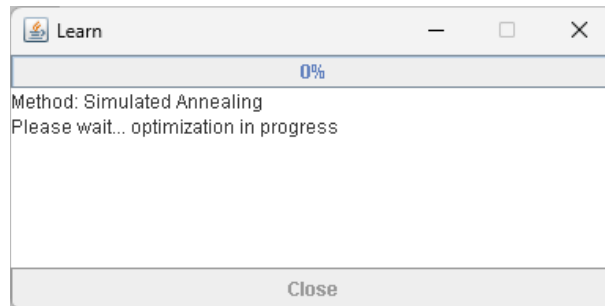 Learn
0%
Method: Simulated Annealing
Please wait... optimization in progress
Close